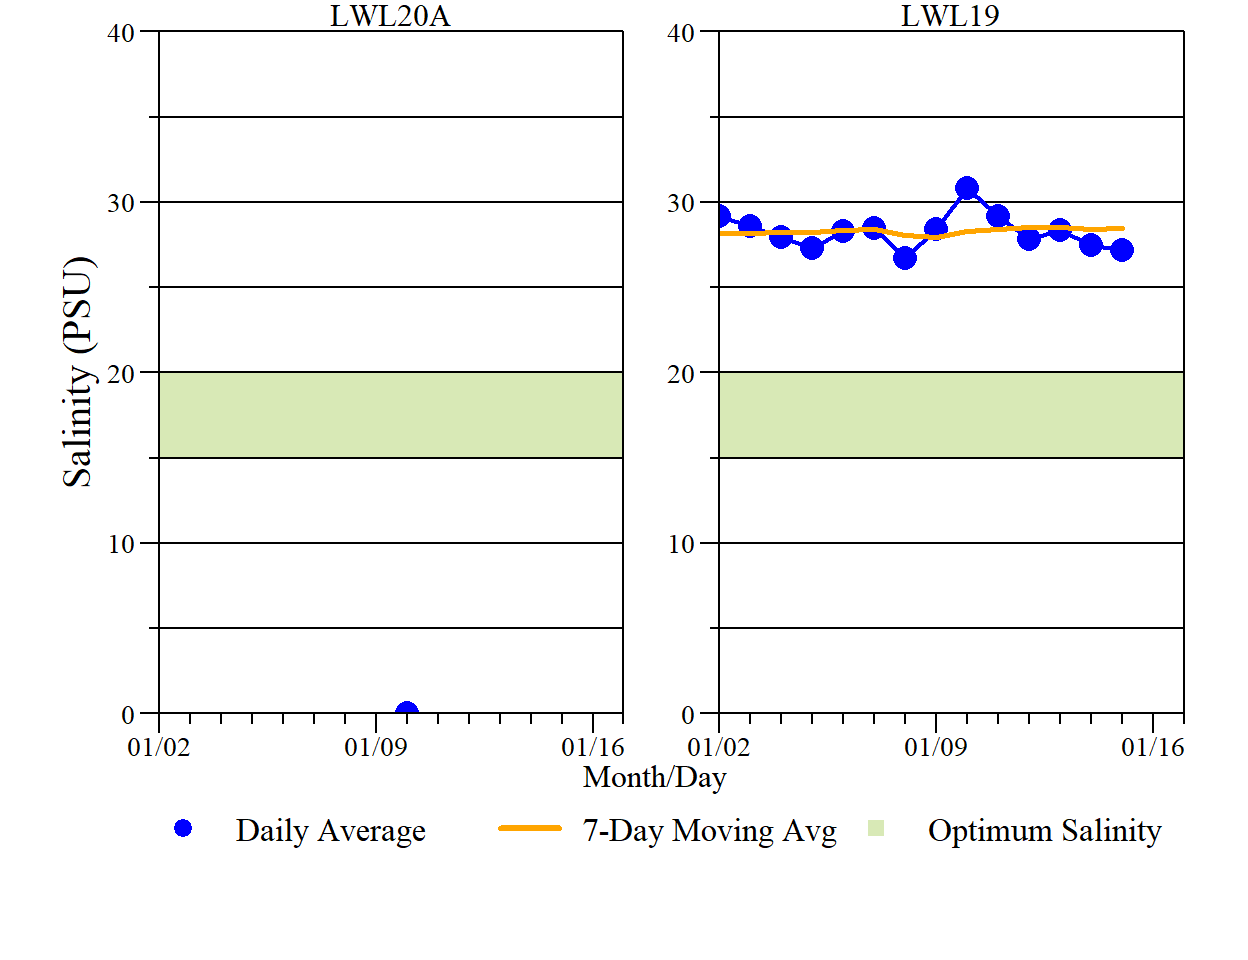 LWL20A
LWL19
40
30
20
10
0
40
30
20
10
0
Salinity (PSU)
01/02
01/09
01/16
01/02
01/09
01/16
Month/Day
Daily Average
7-Day Moving Avg
Optimum Salinity